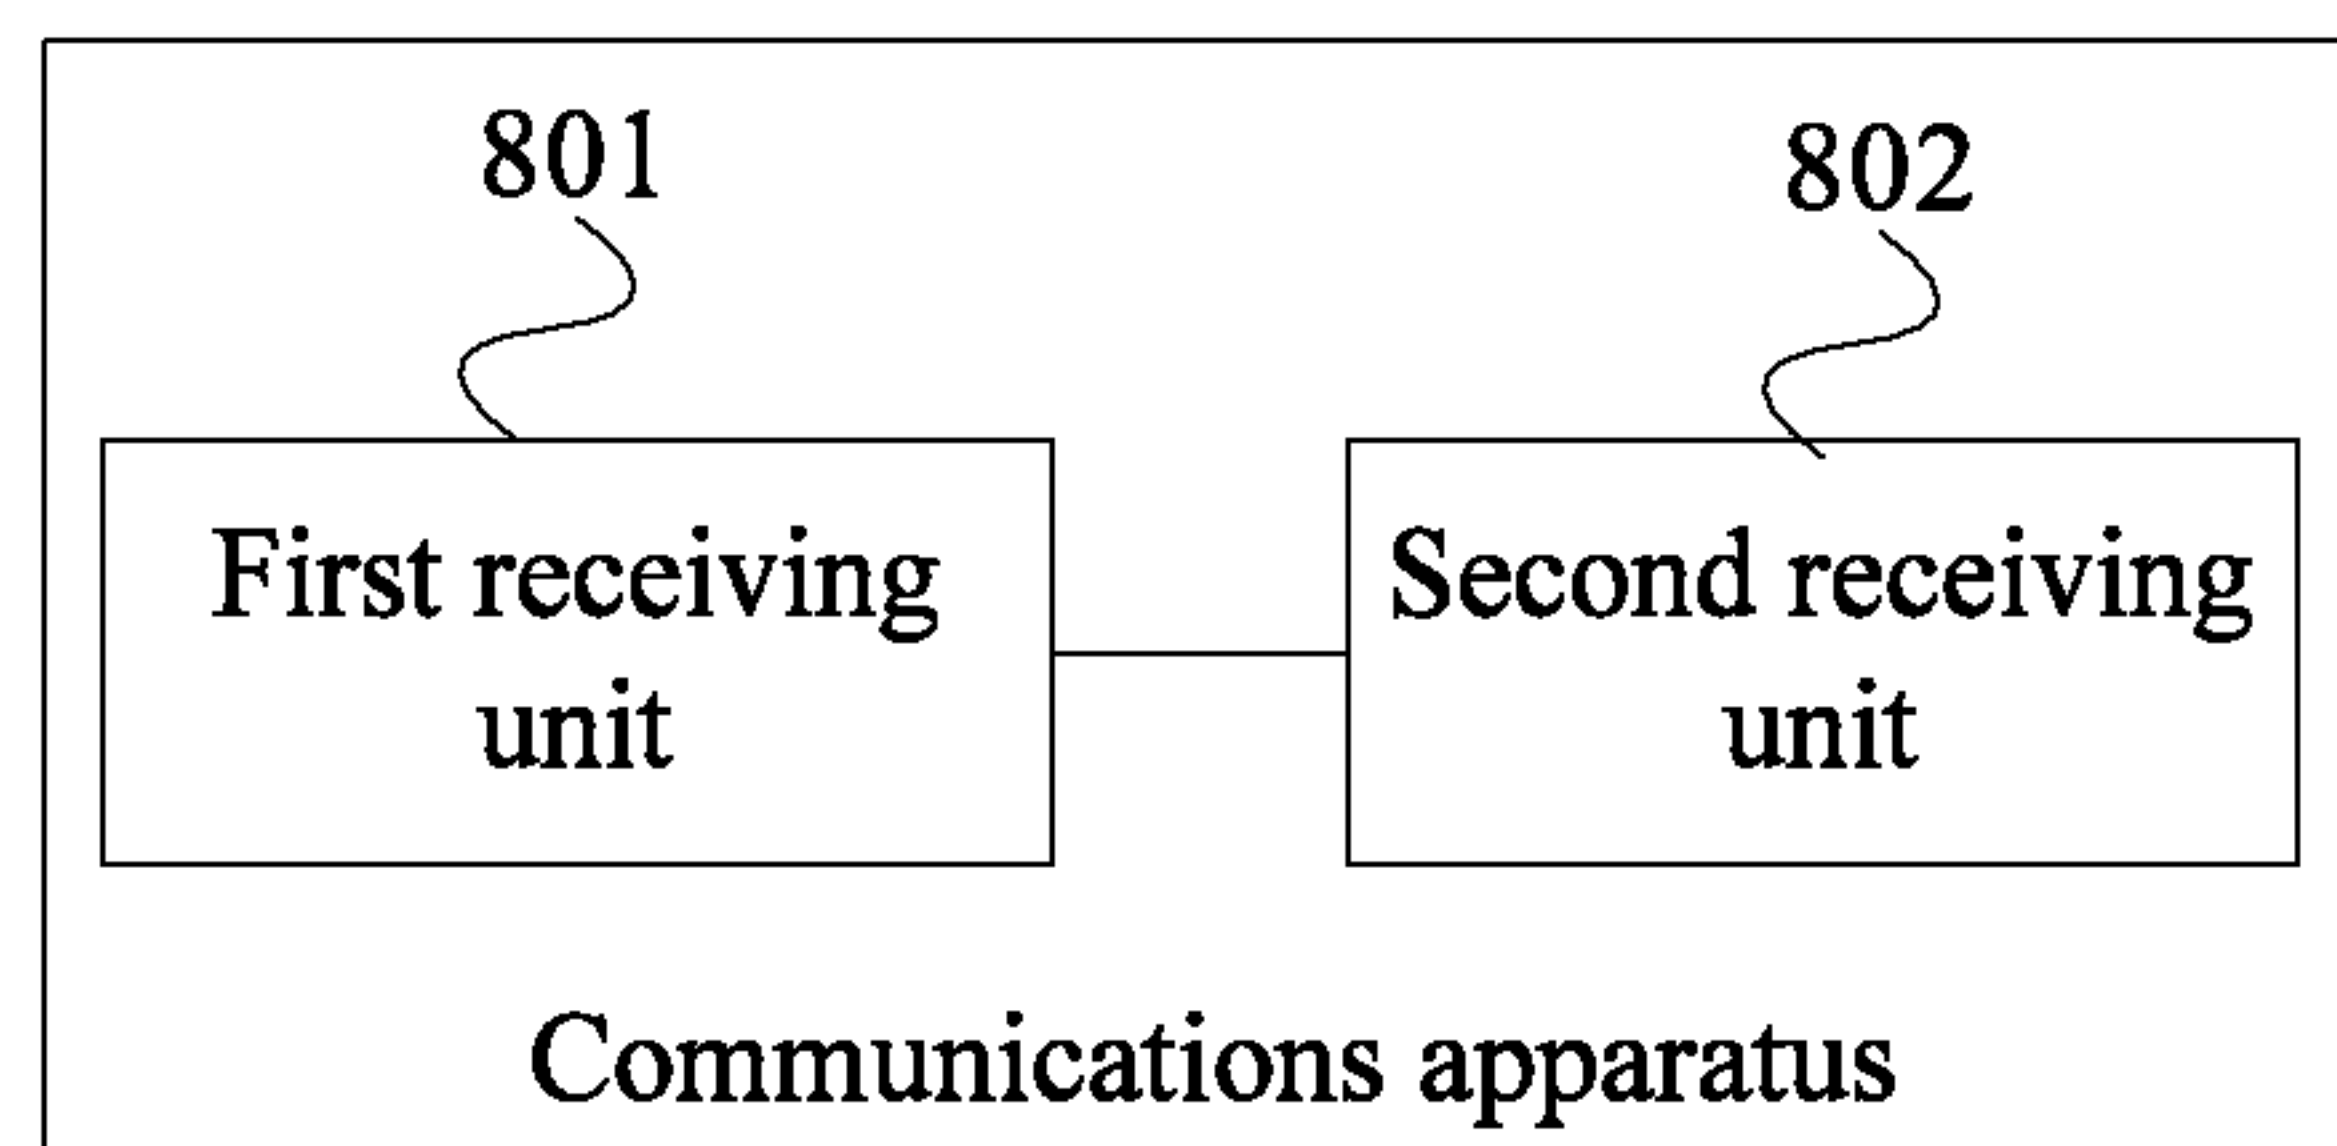 801
802
First receiving
unit
Second receiving
unit
Communications apparatus